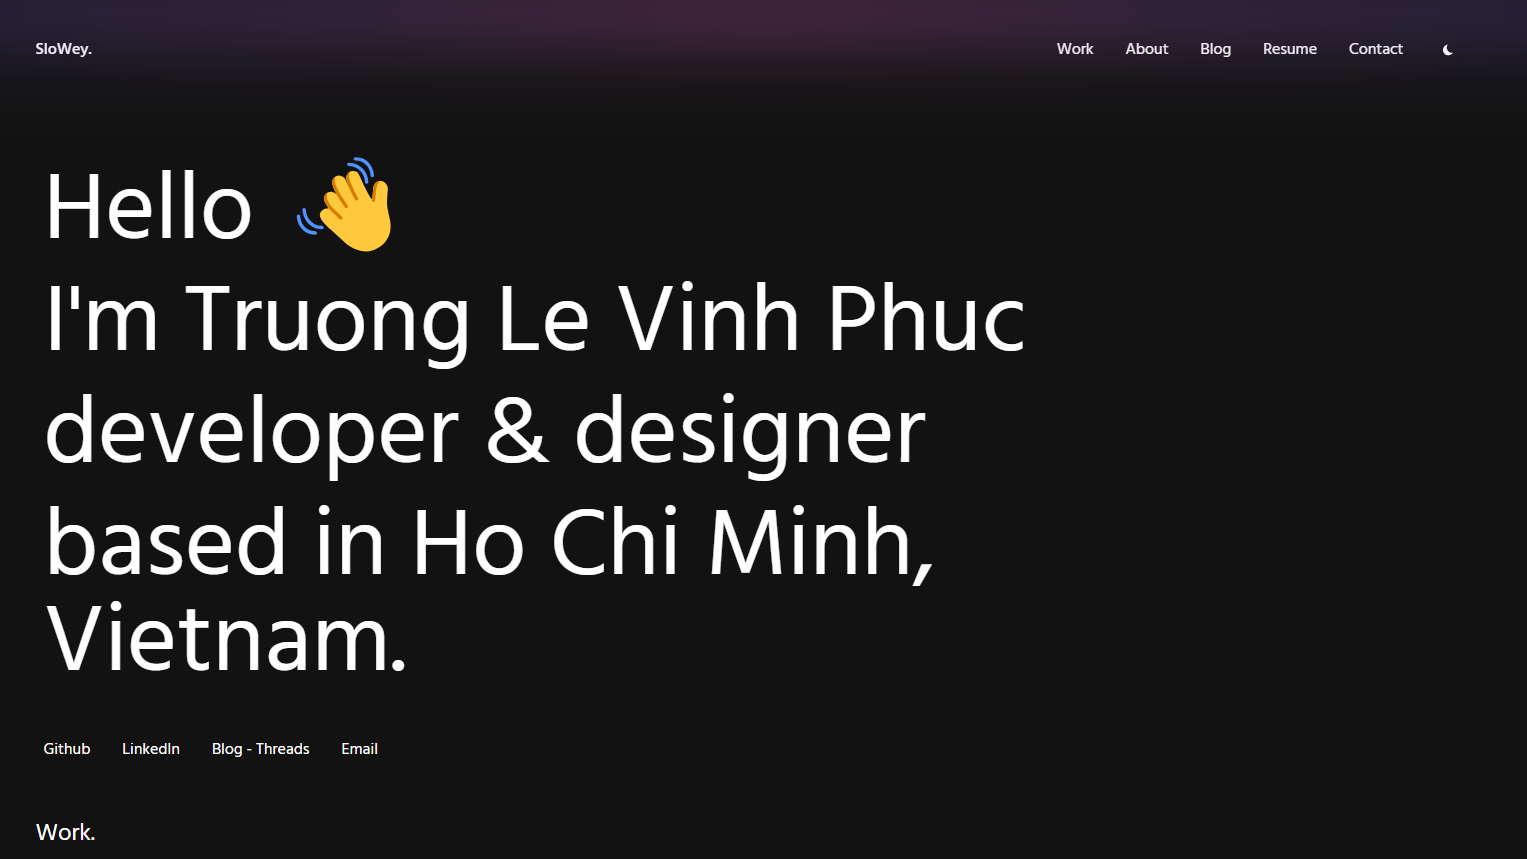 SloWey.
Work
About
Blog
Resume
Contact
Hello
I'm Truong Le Vinh Phuc
developer & designer
based in Ho Chi Minh,
Vietnam.
Github
LinkedIn
Blog - Threads
Email
Work.